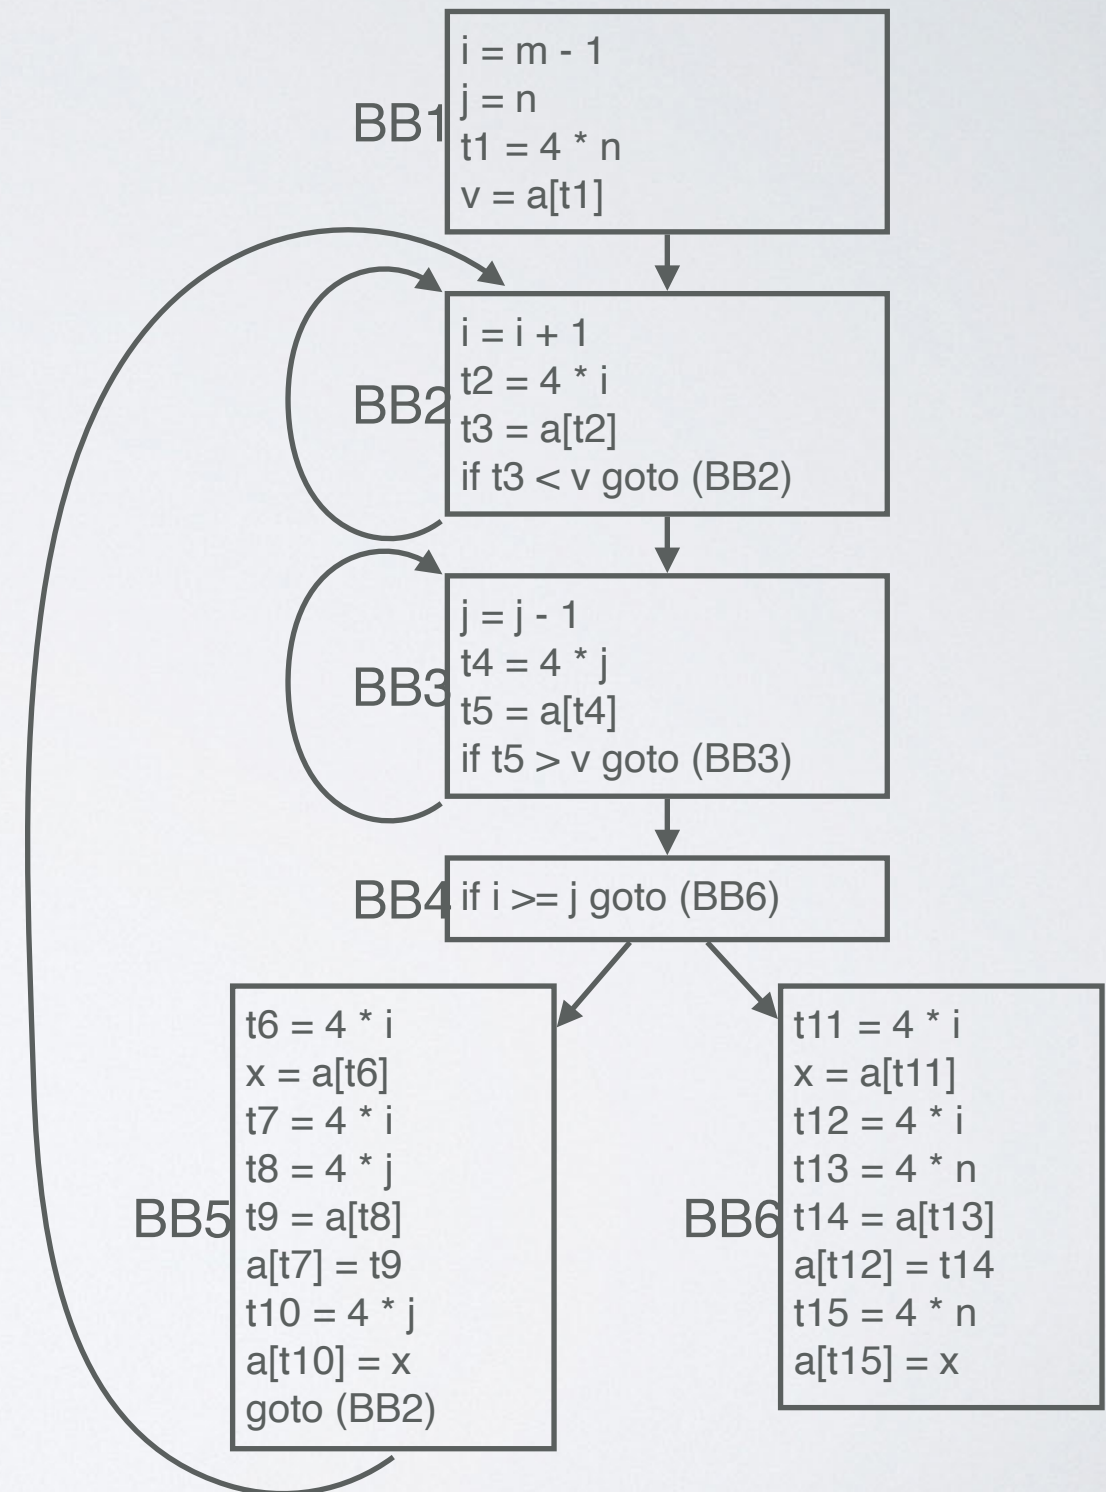 BB1
i = m - 1
j = n
t1 = 4 * n
v = a[t1]
BB2
i = i + 1
t2 = 4 * i
t3 = a[t2]
if t3 < v goto (BB2)
BB3
j = j - 1
t4 = 4 * j
t5 = a[t4]
if t5 > v goto (BB3)
BB4
if i >= j goto (BB6)
BB5
t6 = 4 * i
x = a[t6]
t7 = 4 * i
t8 = 4 * j
t9 = a[t8]
a[t7] = t9
t10 = 4 * j
a[t10] = x
goto (BB2)
BB6
t11 = 4 * i
x = a[t11]
t12 = 4 * i
t13 = 4 * n
t14 = a[t13]
a[t12] = t14
t15 = 4 * n
a[t15] = x